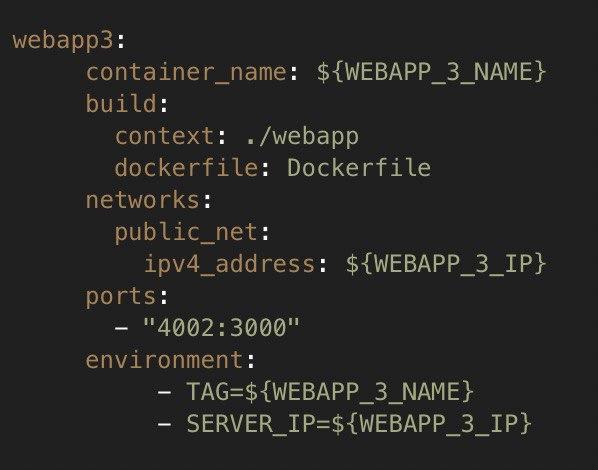 webapp3:
     container_name: ${WEBAPP_3_NAME}
     build:
       context: ./webapp
       dockerfile: Dockerfile
     networks:
       public_net:
         ipv4_address: ${WEBAPP_3_IP}
     ports:
       - "4002:3000"
     environment:
          - TAG=${WEBAPP_3_NAME}
          - SERVER_IP=${WEBAPP_3_IP}